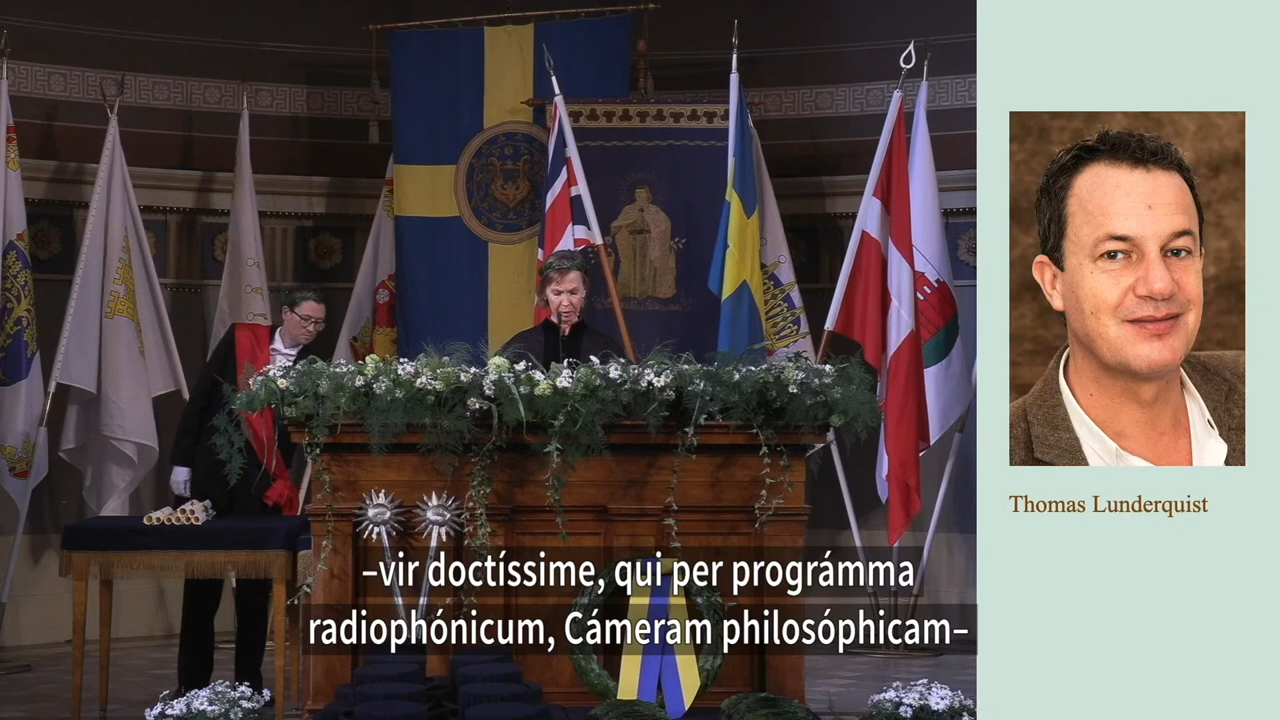 –vir doctíssime, qui per prográmma
radiophónicum, Cámeram philosóphicam–
Thomas Lunderquist